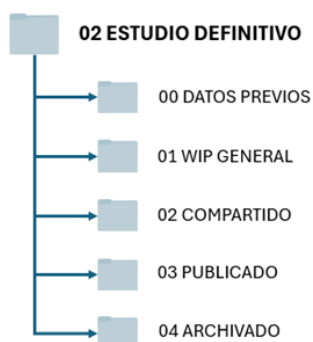 02 ESTUDIO DEFINITIVO
00 DATOS PREVIOS
01 WIP GENERAL
02 COMPARTIDO
03 PUBLICADO
04 ARCHIVADO